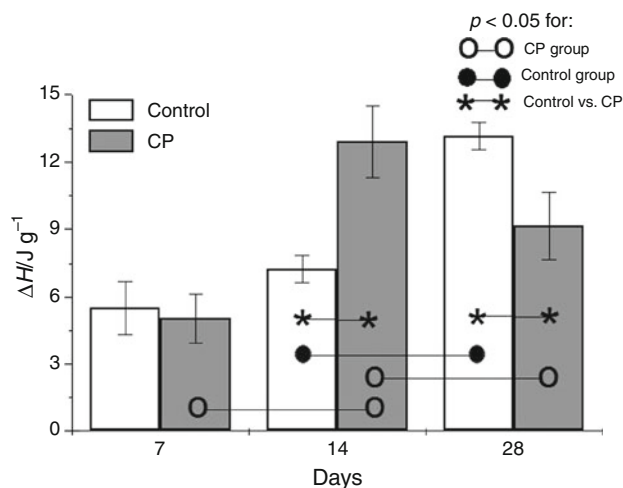 p < 0.05 for:
CP group
Control group
Control vs. CP
Control
CP
15
12
9
6
3
0
ΔH/J g⁻¹
7 14 28
Days